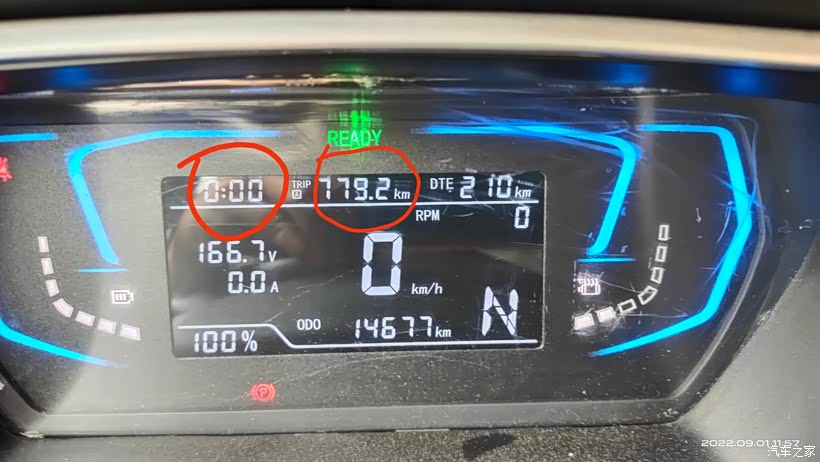 READY
0:00 TRIP A 779.2 km DTE 210 km
RPM 0
166.7 V
0 km/h
0.0 A
N
ODO 14677 km
100%
P
2022.09.01 11:57
汽车之家